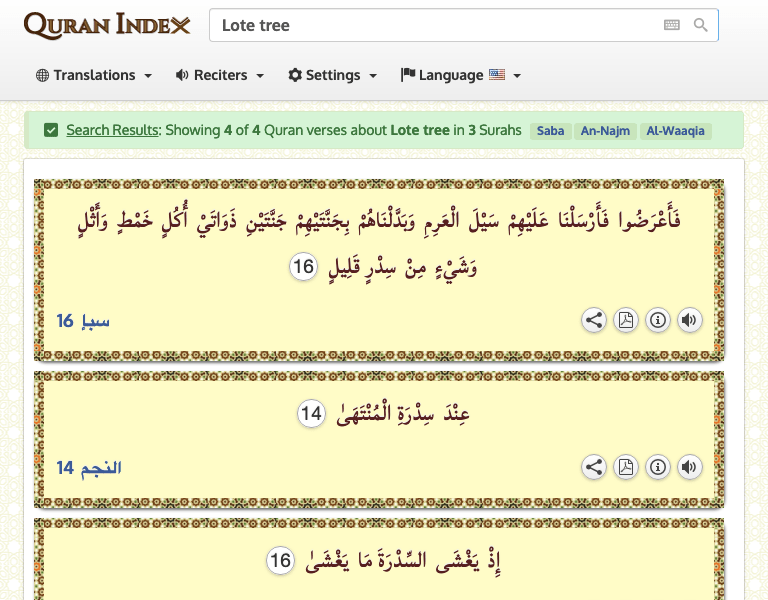 QURAN INDEX
Lote tree
Translations Reciters Settings Language
Search Results: Showing 4 of 4 Quran verses about Lote tree in 3 Surahs Saba An-Najm Al-Waaqia
فَأَعْرَضُوا فَأَرْسَلْنَا عَلَيْهِمْ سَيْلَ الْعَرِمِ وَبَدَّلْنَاهُمْ بِجَنَّتَيْهِمْ جَنَّتَيْنِ ذَوَاتَيْ أُكُلٍ خَمْطٍ وَأَثْلٍ
وَشَيْءٍ مِنْ سِدْرٍ قَلِيلٍ 16
سبإ 16
عِنْدَ سِدْرَةِ الْمُنْتَهَىٰ 14
النجم 14
إِذْ يَغْشَى السِّدْرَةَ مَا يَغْشَىٰ 16